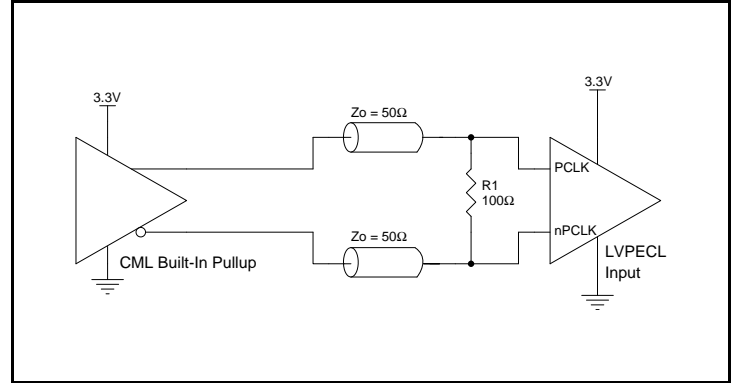 3.3V
3.3V
Zo = 50Ω
PCLK
R1
100Ω
Zo = 50Ω
nPCLK
CML Built-In Pullup
LVPECL
Input